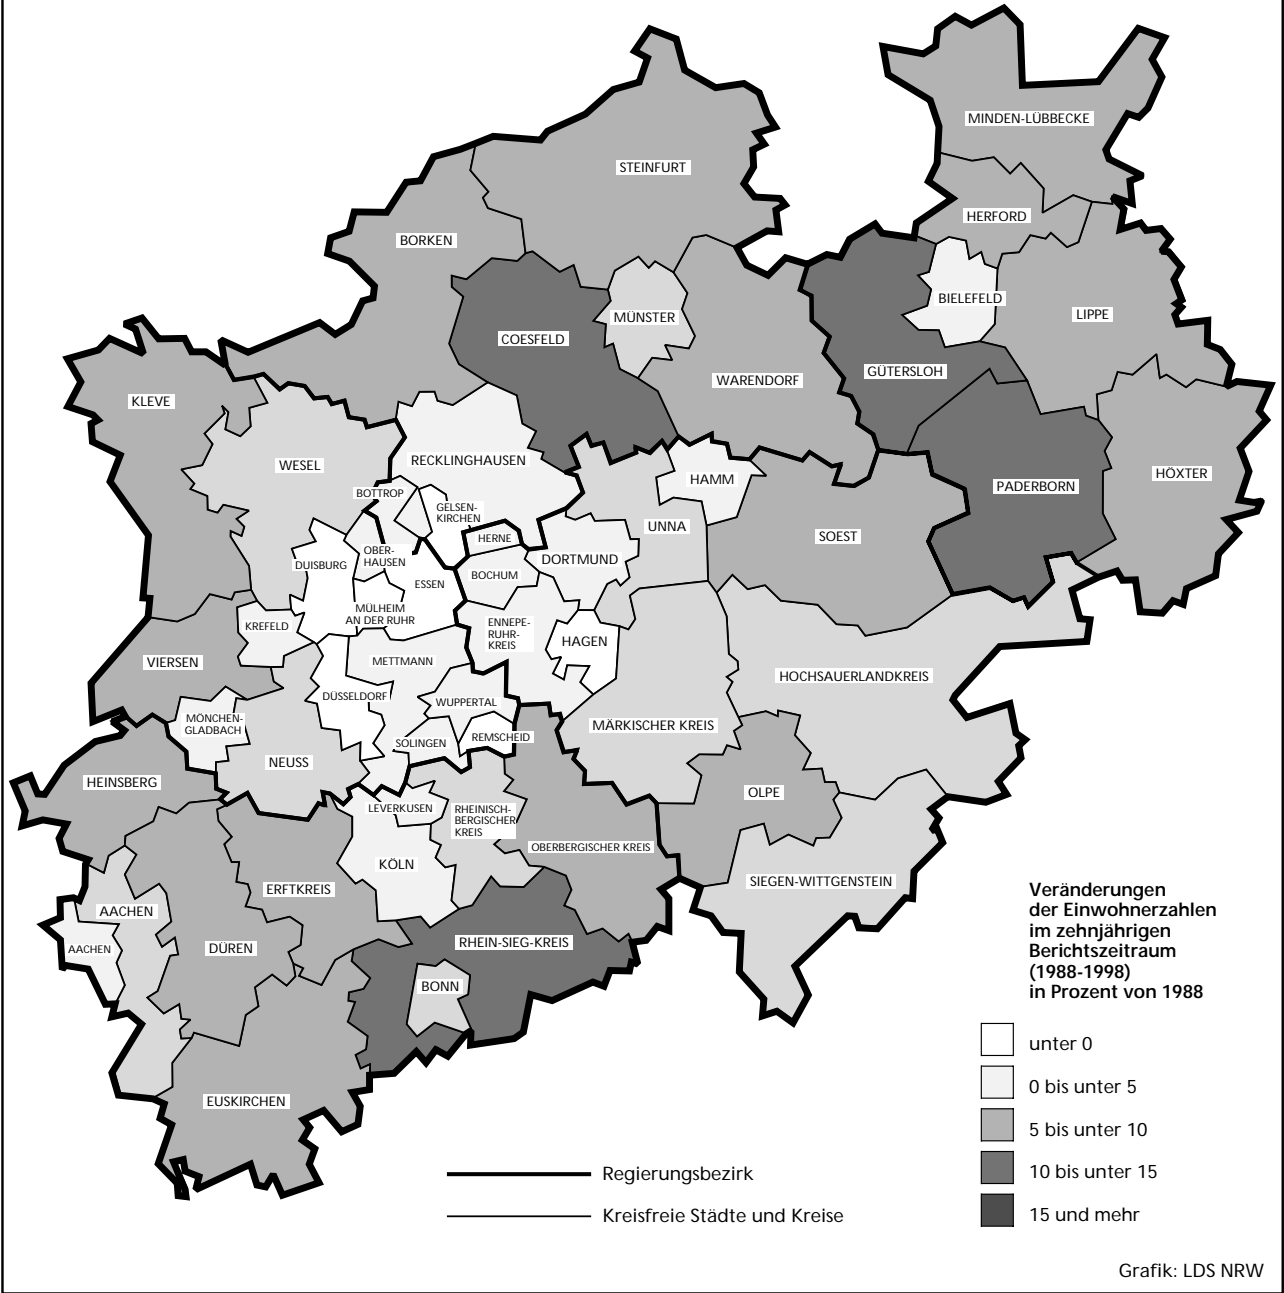 MINDEN-LÜBBECKE
STEINFURT
HERFORD
BORKEN
BIELEFELD
LIPPE
MÜNSTER
COESFELD
GÜTERSLOH
WARENDORF
KLEVE
RECKLINGHAUSEN
WESEL
HÖXTER
HAMM
PADERBORN
BOTTROP
GELSEN-
KIRCHEN
UNNA
SOEST
HERNE
OBER-
HAUSEN
DORTMUND
DUISBURG
BOCHUM
ESSEN
MÜLHEIM
AN DER RUHR
KREFELD
ENNEPE-
RUHR-
KREIS
HAGEN
VIERSEN
METTMANN
HOCHSAUERLANDKREIS
DÜSSELDORF
WUPPERTAL
MÖNCHEN-
GLADBACH
MÄRKISCHER KREIS
REMSCHEID
SOLINGEN
NEUSS
HEINSBERG
OLPE
LEVERKUSEN
RHEINISCH-
BERGISCHER
KREIS
OBERBERGISCHER KREIS
KÖLN
SIEGEN-WITTGENSTEIN
ERFTKREIS
AACHEN
RHEIN-SIEG-KREIS
DÜREN
AACHEN
BONN
EUSKIRCHEN
Veränderungen
der Einwohnerzahlen
im zehnjährigen
Berichtszeitraum
(1988-1998)
in Prozent von 1988
unter 0
0 bis unter 5
5 bis unter 10
10 bis unter 15
15 und mehr
Regierungsbezirk
Kreisfreie Städte und Kreise
Grafik: LDS NRW